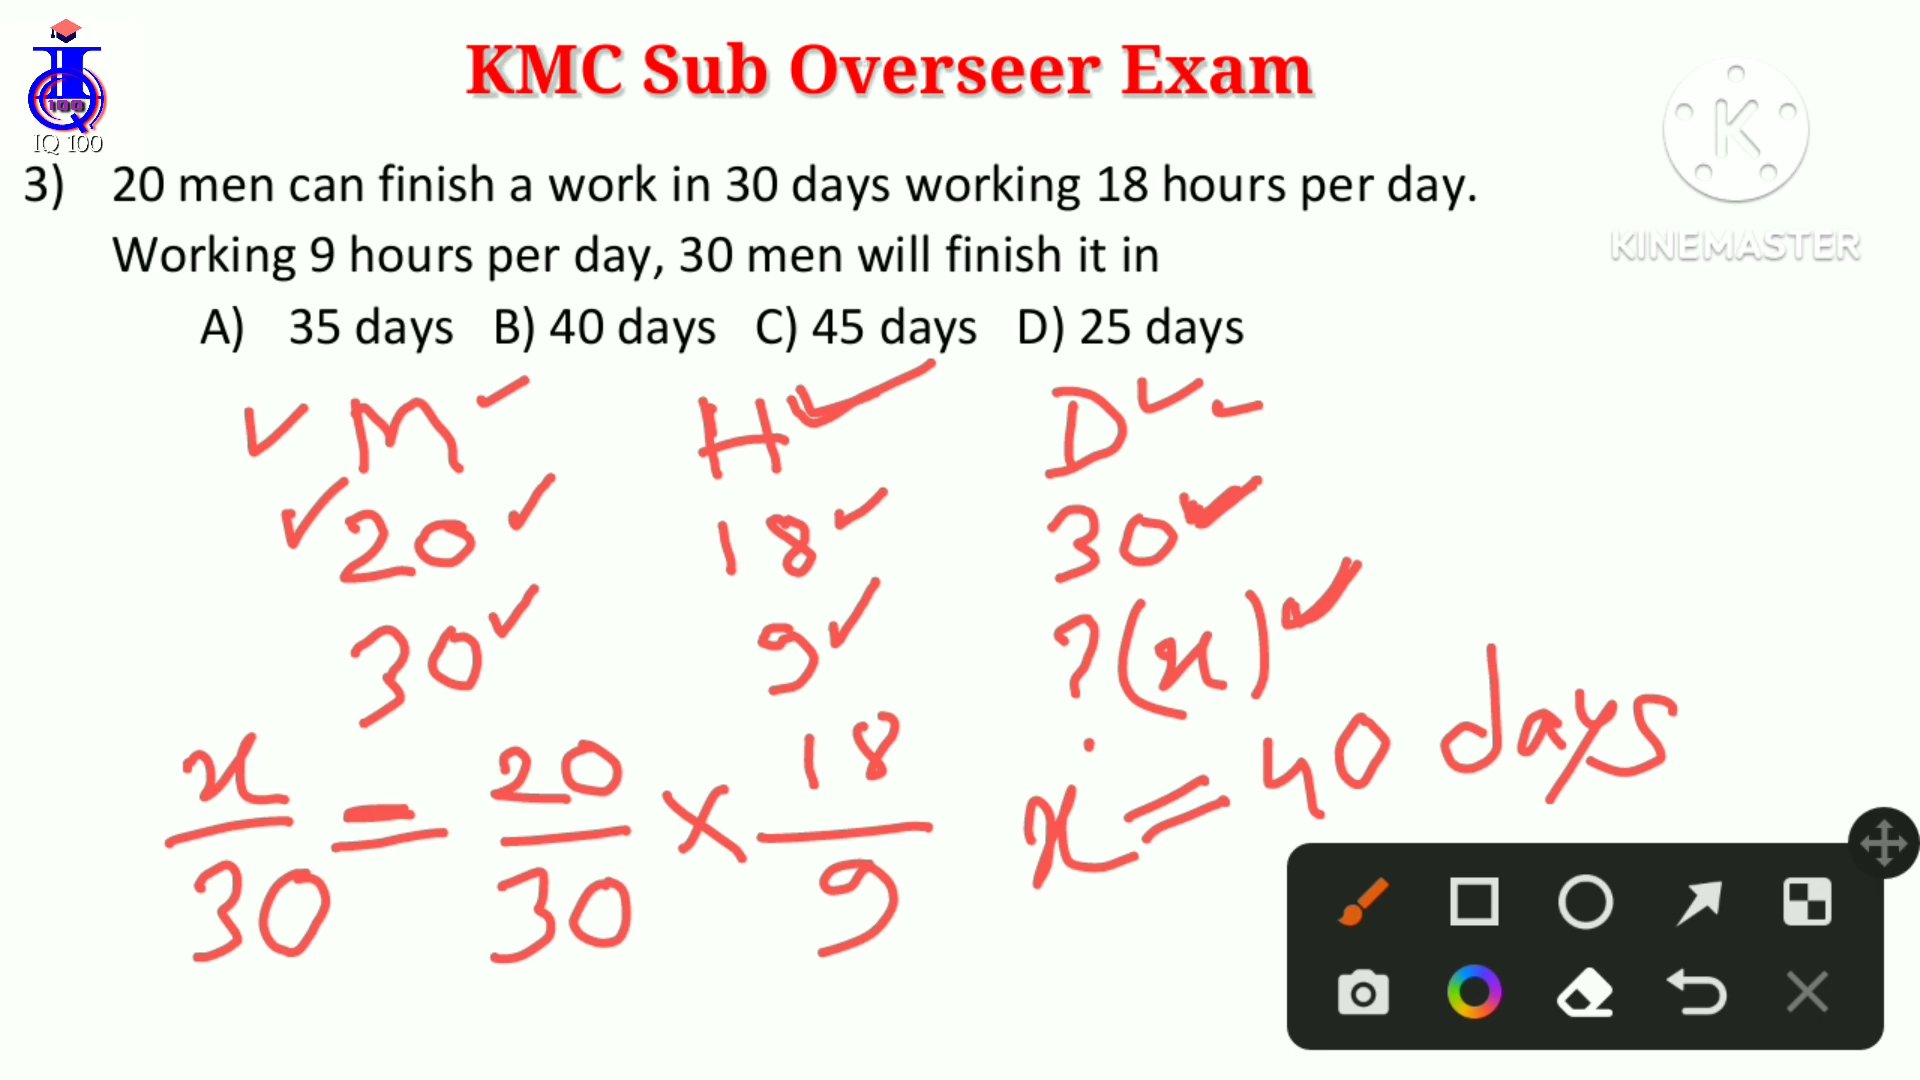 KMC Sub Overseer Exam
100
IQ 100
K
KINEMASTER
3) 20 men can finish a work in 30 days working 18 hours per day.
Working 9 hours per day, 30 men will finish it in
A) 35 days B) 40 days C) 45 days D) 25 days
M H D
20 18 30
30 9 ?(x)
x/30 = 20/30 × 18/9
x = 40 days